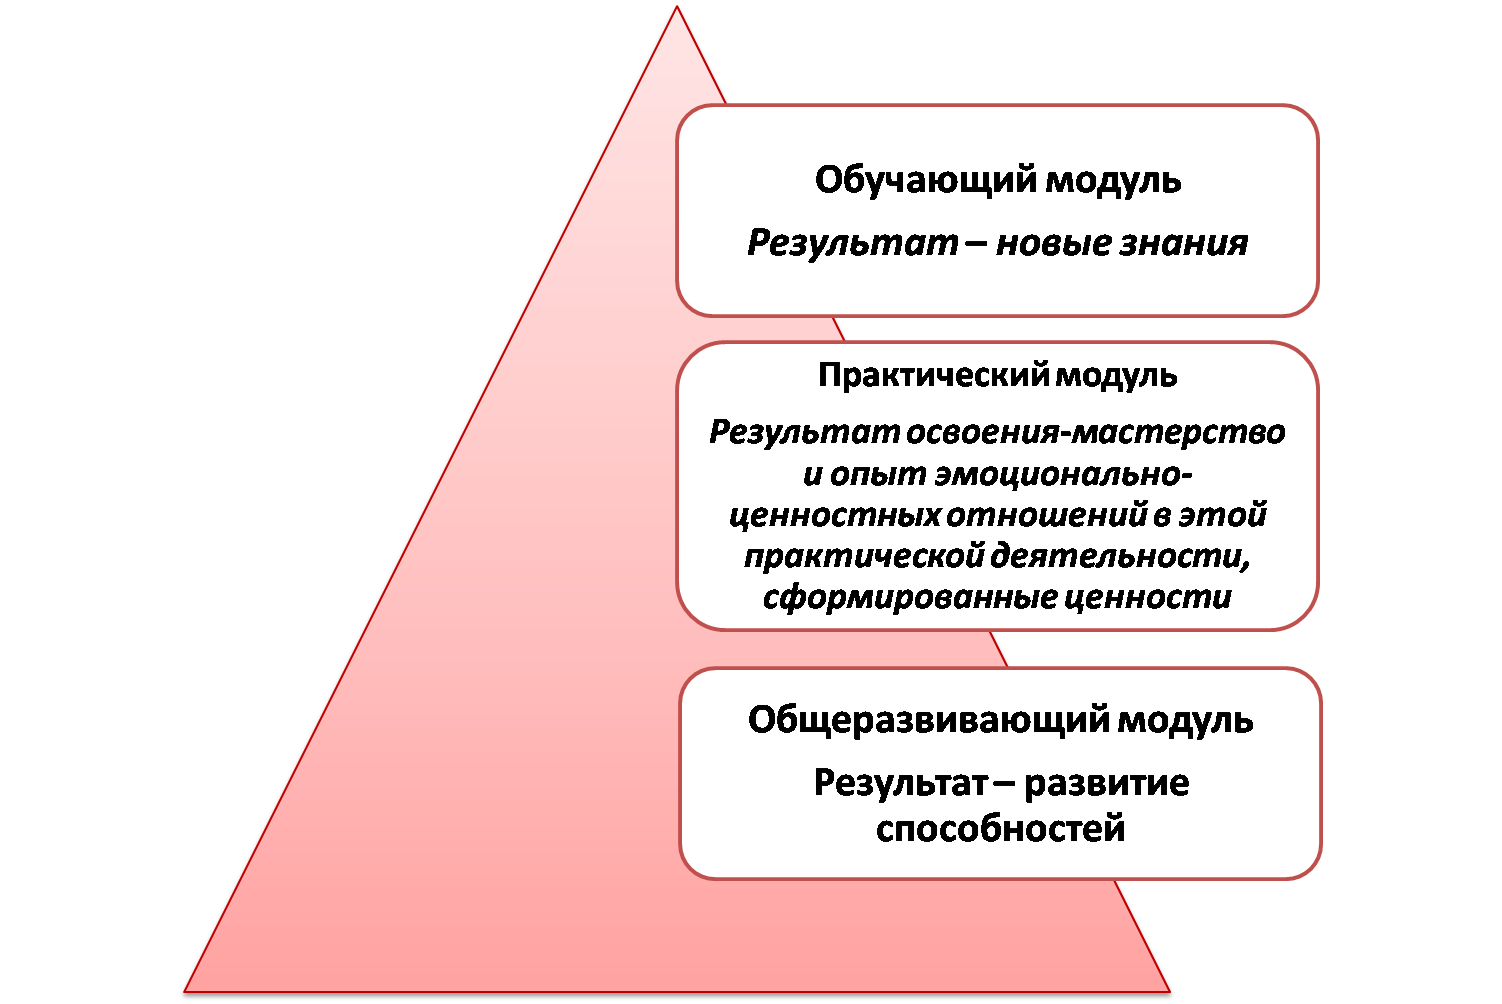 Обучающий модуль
Результат – новые знания
Практический модуль
Результат освоения-мастерство
и опыт эмоционально-
ценностных отношений в этой
практической деятельности,
сформированные ценности
Общеразвивающий модуль
Результат – развитие
способностей